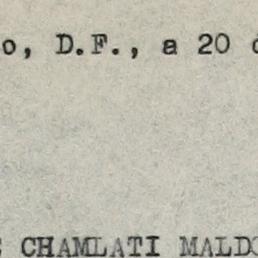 o, D.F., a 20 d
CHAMLATI MALDO